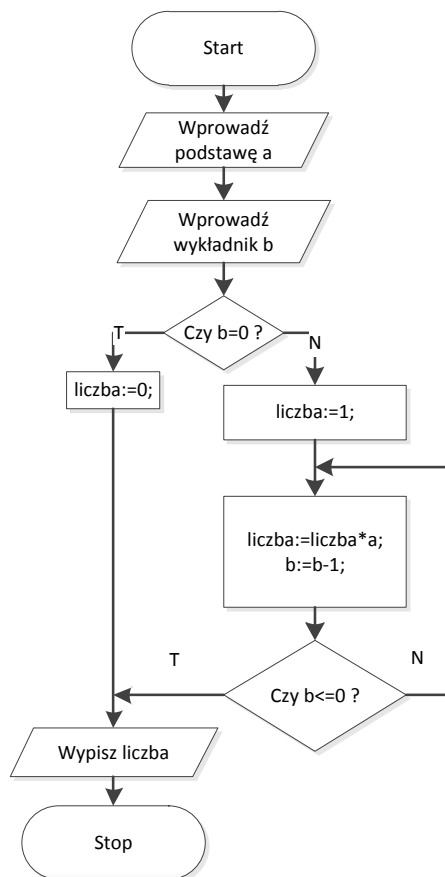 Start
Wprowadź
podstawę a
Wprowadź
wykładnik b
Czy b=0 ?
T
N
liczba:=0;
liczba:=1;
liczba:=liczba*a;
b:=b-1;
T
N
Czy b<=0 ?
Wypisz liczba
Stop